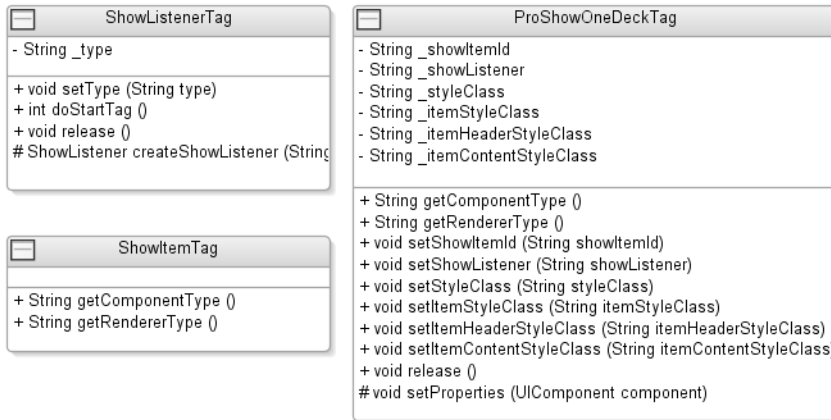 ShowListenerTag
- String _type
+ void setType (String type)
+ int doStartTag ()
+ void release ()
# ShowListener createShowListener (String
ShowItemTag
+ String getComponentType ()
+ String getRendererType ()
ProShowOneDeckTag
- String _showItemId
- String _showListener
- String _styleClass
- String _itemStyleClass
- String _itemHeaderStyleClass
- String _itemContentStyleClass
+ String getComponentType ()
+ String getRendererType ()
+ void setShowItemId (String showItemId)
+ void setShowListener (String showListener)
+ void setStyleClass (String styleClass)
+ void setItemStyleClass (String itemStyleClass)
+ void setItemHeaderStyleClass (String itemHeaderStyleClass)
+ void setItemContentStyleClass (String itemContentStyleClass)
+ void release ()
# void setProperties (UIComponent component)